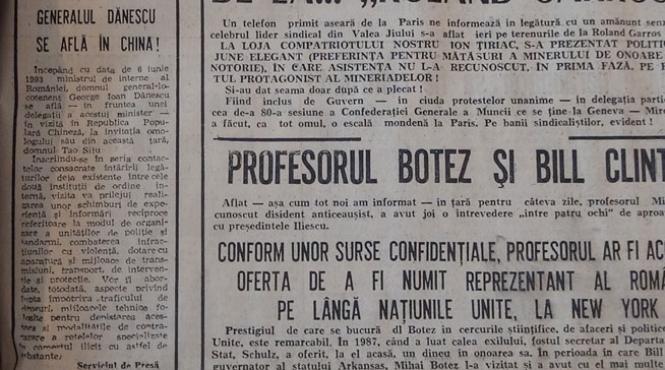 GENERALUL DĂNESCU
SE AFLĂ ÎN CHINA!
Începînd cu data de 6 iunie
1993 ministrul de interne al
României, domnul general-lo-
cotenent George Ioan Dănescu
se află — în fruntea unei
delegații a acestui minister —
în vizită în Republica Popu-
lară Chineză, la invitația omo-
logului său din această țară,
domnul Tao Situ
Înscriindu-se în seria contac-
telor consacrate întăririi legă-
turilor deja existente între cele
două instituții de ordine in-
ternă, vizita va prilejui reali-
zarea unor schimburi de expe-
riență și informări reciproce
referitoare la modul de organi-
zare a unităților de poliție și
jandarmi, combaterea infrac-
țiunilor cu violență, dotarea cu
aparatură și mijloace de trans-
misiuni, transport, de interven-
ție și protecție. Vor fi abor-
date, totodată, aspecte privind
lupta împotriva traficului de
droguri, mijloacele tehnice fo-
losite pentru depistarea aces-
tora și modalitățile de contra-
carare a rețelelor specializate
în comerțul ilicit cu astfel de
substanțe.
Serviciul de Presă
Un telefon primit aseară de la Paris ne informează în legătură cu un amănunt sen
celebrul lider sindical din Valea Jiului s-a aflat ieri pe terenurile de la Roland Garros
LA LOJA COMPATRIOTULUI NOSTRU ION ȚIRIAC, S-A PREZENTAT POLITIC
JUNE ELEGANT (PREFERINȚA PENTRU MĂTĂSURI A MINERULUI DE ONOARE
NOTORIE), ÎN CARE ASISTENȚA NU L-A RECUNOSCUT, ÎN PRIMA FAZĂ, PE
TUL PROTAGONIST AL MINERIADELOR!
Și-au dat seama doar după ce a plecat!
Fiind inclus de Guvern — în ciuda protestelor unanime — în delegația partic
cea de-a 80-a sesiune a Confederației Generale a Muncii ce se ține la Geneva — Miro
a făcut, ca tot omul, o escală mondenă la Paris. Pe banii sindicaliștilor, evident!
PROFESORUL BOTEZ ȘI BILL CLINT
Aflat — așa cum tot noi am informat — în țară pentru cîteva zile, profesorul Mi
cunoscut disident anticeaușist, a avut joi o întrevedere „între patru ochi” de aproa
cu președintele Iliescu.
CONFORM UNOR SURSE CONFIDENȚIALE, PROFESORUL AR FI AC
OFERTA DE A FI NUMIT REPREZENTANT AL ROMÂ
PE LÂNGĂ NAȚIUNILE UNITE, LA NEW YORK
Prestigiul de care se bucură dl Botez în cercurile științifice, de afaceri și politice
Unite, este remarcabil. În 1987, cînd a luat calea exilului, fostul secretar al Departa
Stat, Schulz, a oferit, la el acasă, un dineu în onoarea sa. În perioada în care Bill
guvernator al statului Arkansas, Mihai Botez l-a vizitat și a avut cu el mai multe